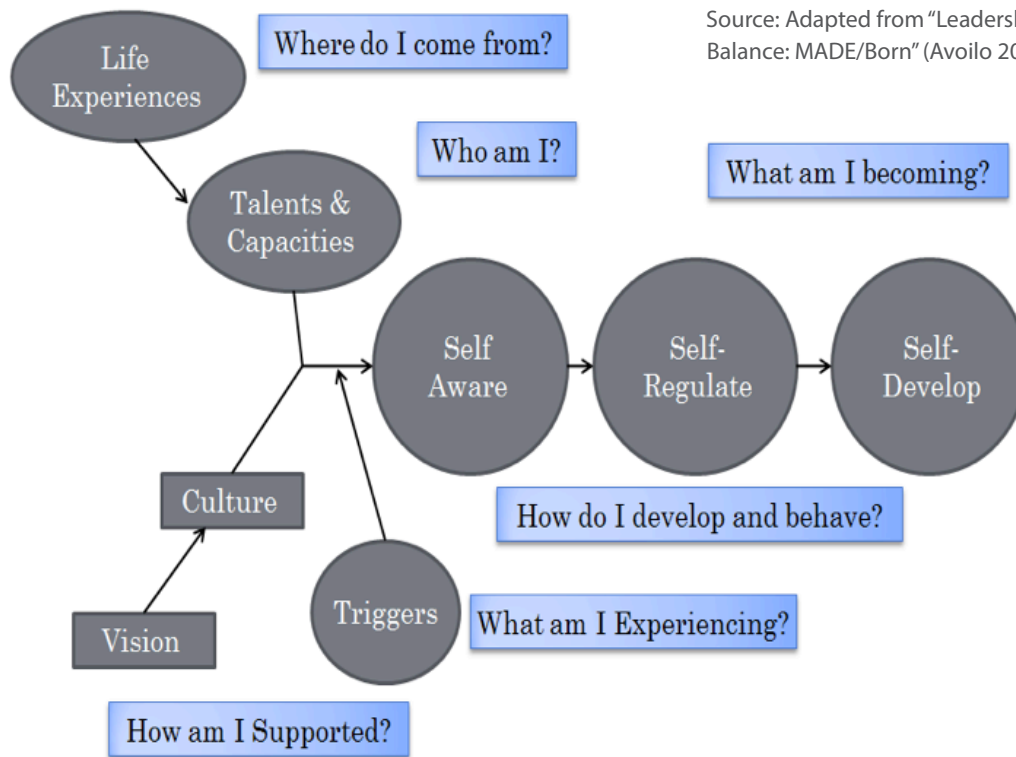 Source: Adapted from “Leadersh
Balance: MADE/Born” (Avoilo 20
Where do I come from?
Life
Experiences
Who am I?
What am I becoming?
Talents &
Capacities
Self
Aware
Self-
Regulate
Self-
Develop
Culture
How do I develop and behave?
Triggers
What am I Experiencing?
Vision
How am I Supported?